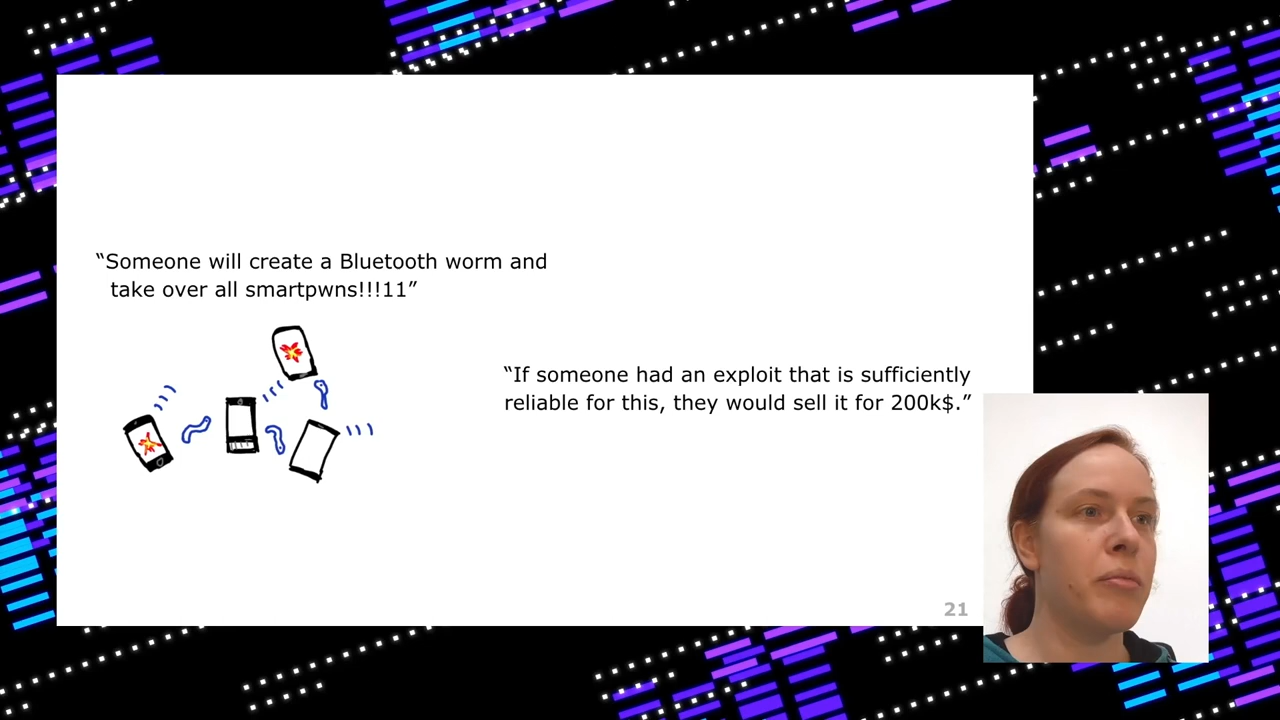 “Someone will create a Bluetooth worm and
take over all smartpwns!!!11”
“If someone had an exploit that is sufficiently
reliable for this, they would sell it for 200k$.”
21